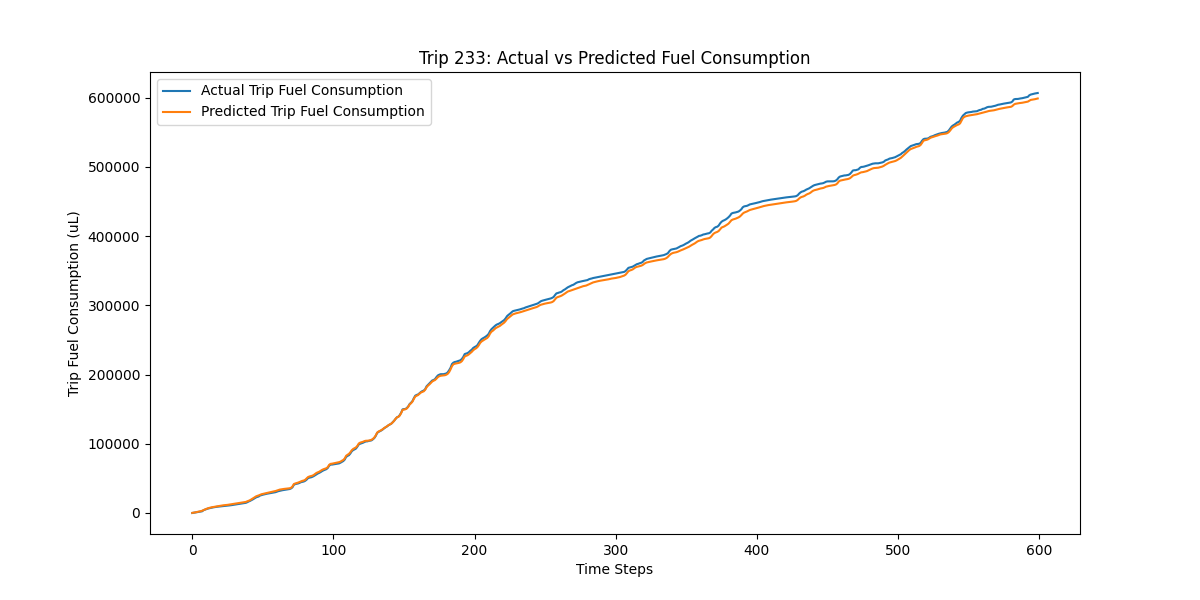 Trip 233: Actual vs Predicted Fuel Consumption
Actual Trip Fuel Consumption
Predicted Trip Fuel Consumption
Trip Fuel Consumption (uL)
600000
500000
400000
300000
200000
100000
0
0 100 200 300 400 500 600
Time Steps